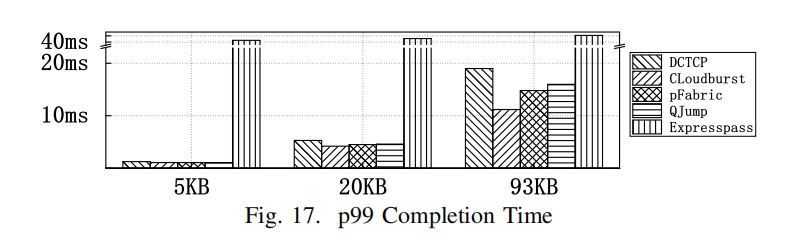 40ms
20ms
10ms
5KB 20KB 93KB
DCTCP
CLoudburst
pFabric
QJump
Expresspass
Fig. 17. p99 Completion Time